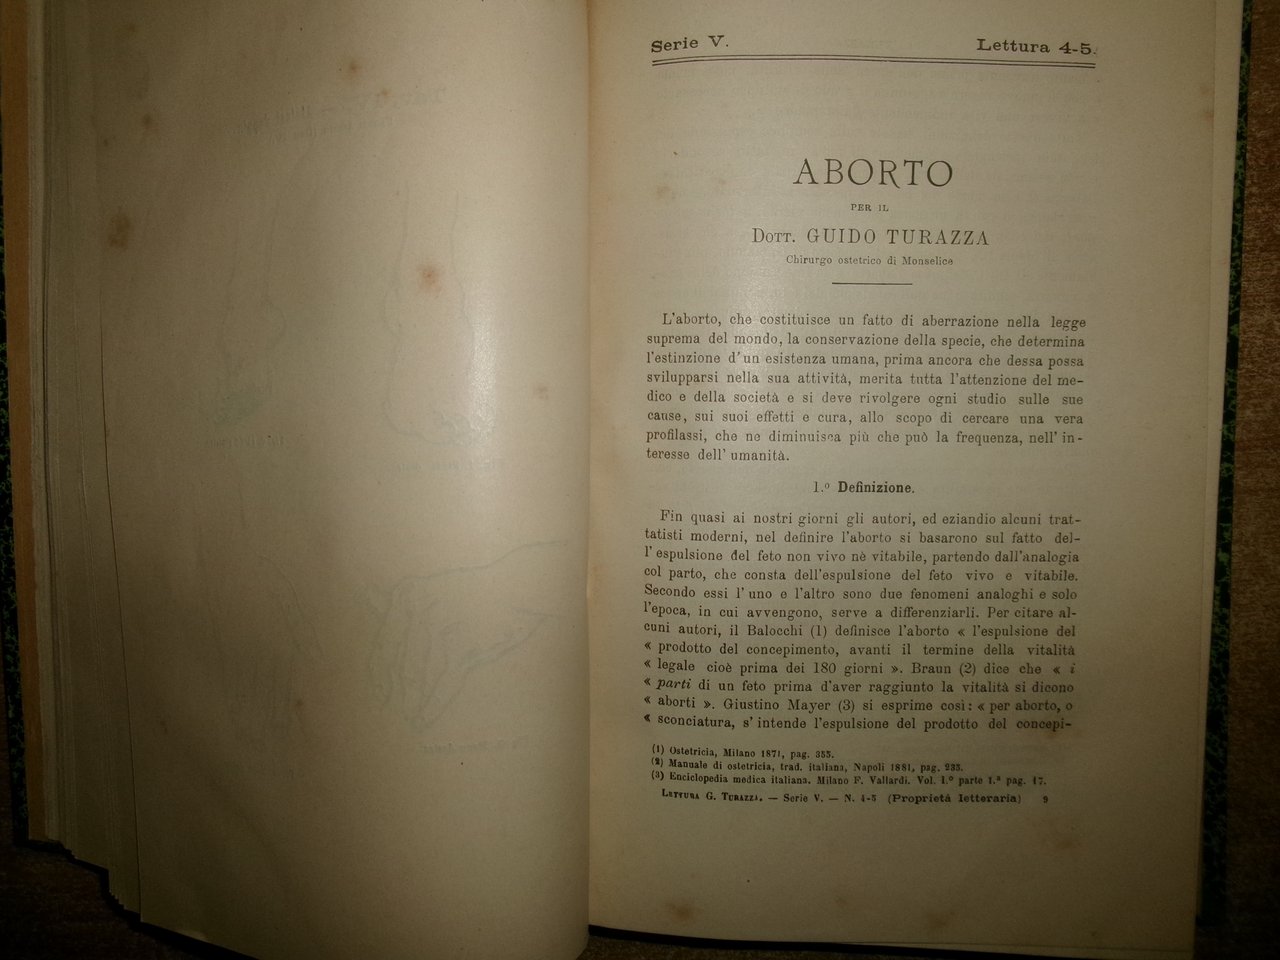 Serie V.
Lettura 4-5.
ABORTO
PER IL
DOTT. GUIDO TURAZZA
Chirurgo ostetrico di Monselice
L'aborto, che costituisce un fatto di aberrazione nella legge
suprema del mondo, la conservazione della specie, che determina
l'estinzione d'un esistenza umana, prima ancora che dessa possa
svilupparsi nella sua attività, merita tutta l'attenzione del me-
dico e della società e si deve rivolgere ogni studio sulle sue
cause, sui suoi effetti e cura, allo scopo di cercare una vera
profilassi, che ne diminuisca più che può la frequenza, nell'in-
teresse dell'umanità.
1.º Definizione.
Fin quasi ai nostri giorni gli autori, ed eziandio alcuni trat-
tatisti moderni, nel definire l'aborto si basarono sul fatto del-
l'espulsione del feto non vivo nè vitabile, partendo dall'analogia
col parto, che consta dell'espulsione del feto vivo e vitabile.
Secondo essi l'uno e l'altro sono due fenomeni analoghi e solo
l'epoca, in cui avvengono, serve a differenziarli. Per citare al-
cuni autori, il Balocchi (1) definisce l'aborto « l'espulsione del
« prodotto del concepimento, avanti il termine della vitalità
« legale cioè prima dei 180 giorni ». Braun (2) dice che « i
« parti di un feto prima d'aver raggiunto la vitalità si dicono
« aborti ». Giustino Mayer (3) si esprime così: « per aborto, o
« sconciatura, s'intende l'espulsione del prodotto del concepi-
(1) Ostetricia, Milano 1871, pag. 355.
(2) Manuale di ostetricia, trad. italiana, Napoli 1881, pag. 235.
(3) Enciclopedia medica italiana. Milano F. Vallardi. Vol. 1.º parte 1.ª pag. 17.
LETTURA G. TURAZZA. — Serie V. — N. 4-5 (Proprietà letteraria) 9